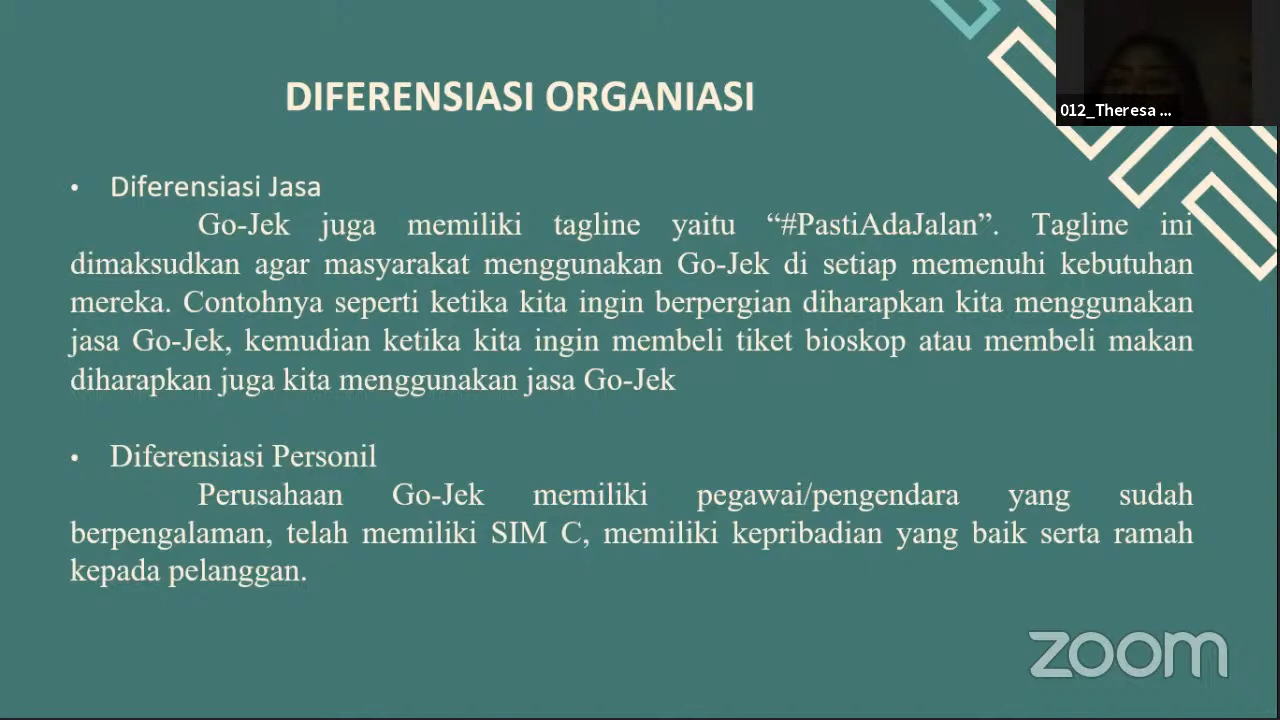 DIFERENSIASI ORGANIASI
012_Theresa ...
• Diferensiasi Jasa
Go-Jek juga memiliki tagline yaitu “#PastiAdaJalan”. Tagline ini
dimaksudkan agar masyarakat menggunakan Go-Jek di setiap memenuhi kebutuhan
mereka. Contohnya seperti ketika kita ingin berpergian diharapkan kita menggunakan
jasa Go-Jek, kemudian ketika kita ingin membeli tiket bioskop atau membeli makan
diharapkan juga kita menggunakan jasa Go-Jek
• Diferensiasi Personil
Perusahaan Go-Jek memiliki pegawai/pengendara yang sudah
berpengalaman, telah memiliki SIM C, memiliki kepribadian yang baik serta ramah
kepada pelanggan.
zoom